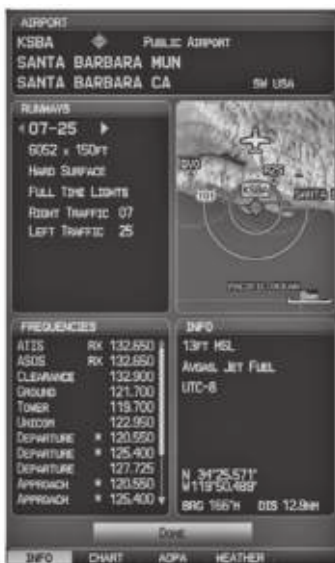 AIRPORT
KSBA Public Airport
SANTA BARBARA MUN
SANTA BARBARA CA SW USA
RUNWAYS
07-25
6052 x 150FT
HARD SURFACE
FULL TIME LIGHTS
RIGHT TRAFFIC 07
LEFT TRAFFIC 25
101
KSBA
PACIFIC OCEAN
FREQUENCIES
ATIS RX 132.650
ASOS RX 132.650
CLEARANCE 132.900
GROUND 121.700
TOWER 119.700
UNICOM 122.950
DEPARTURE * 120.550
DEPARTURE * 125.400
DEPARTURE 127.725
APPROACH * 120.550
APPROACH * 125.400
INFO
13FT MSL
AVGAS, JET FUEL
UTC-8
N 34°25.571'
W119°50.489'
BRG 166°M DIS 12.9NM
DONE
INFO CHART AOPA WEATHER